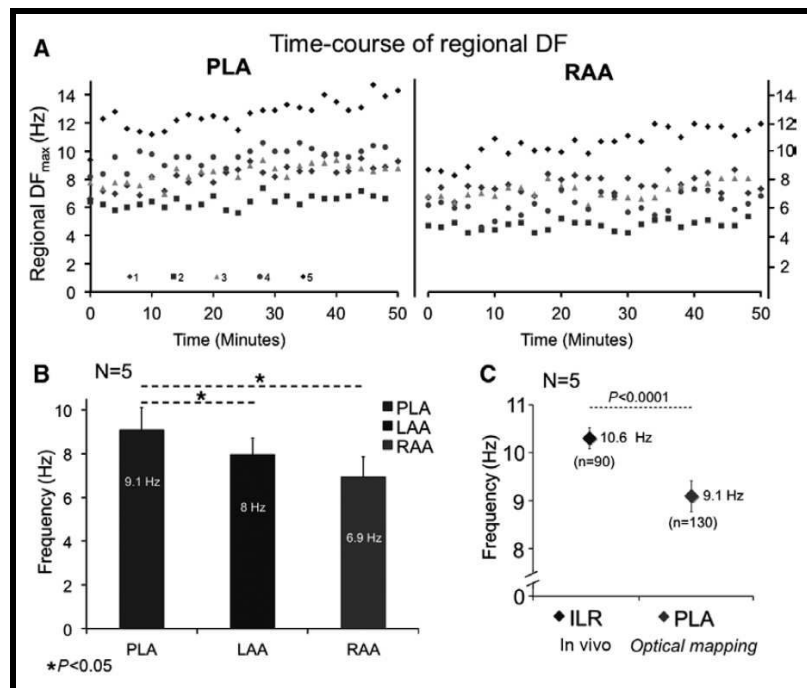 Time-course of regional DF
A
PLA
RAA
Regional DFmax (Hz)
14
12
10
8
6
4
2
0
14
12
10
8
6
4
2
1 2 3 4 5
0 10 20 30 40 50
0 10 20 30 40 50
Time (Minutes)
Time (Minutes)
B
N=5
*
*
PLA
LAA
RAA
Frequency (Hz)
10
8
6
4
2
0
9.1 Hz
8 Hz
6.9 Hz
PLA LAA RAA
*P<0.05
C
N=5
P<0.0001
Frequency (Hz)
11
10
9
8
0
10.6 Hz
(n=90)
9.1 Hz
(n=130)
ILR PLA
In vivo Optical mapping